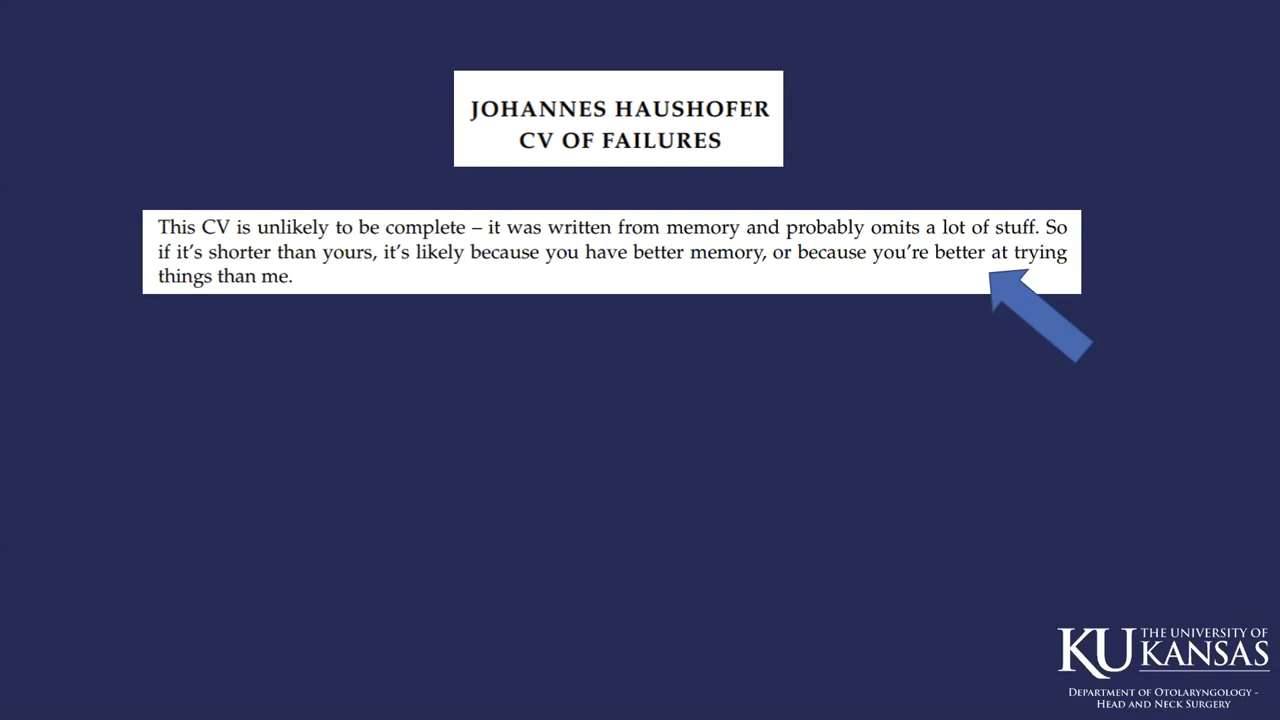 JOHANNES HAUSHOFER
CV OF FAILURES
This CV is unlikely to be complete – it was written from memory and probably omits a lot of stuff. So
if it’s shorter than yours, it’s likely because you have better memory, or because you’re better at trying
things than me.
KU THE UNIVERSITY OF
KANSAS
DEPARTMENT OF OTOLARYNGOLOGY -
HEAD AND NECK SURGERY